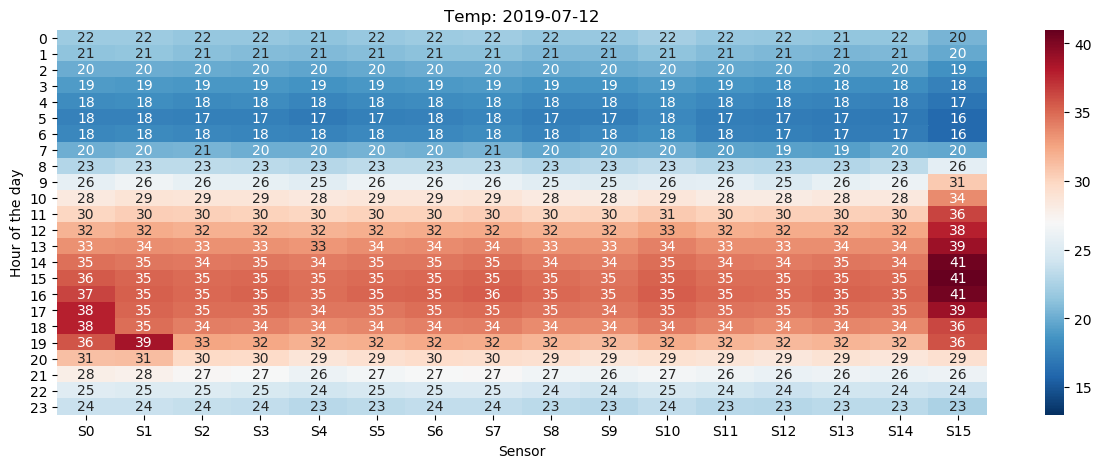 Temp: 2019-07-12
0 22 22 22 22 21 22 22 22 22 22 22 22 22 21 22 20
1 21 21 21 21 21 21 21 21 21 21 21 21 21 21 21 20
2 20 20 20 20 20 20 20 20 20 20 20 20 20 20 20 19
3 19 19 19 19 19 19 19 19 19 19 19 19 18 18 18 18
4 18 18 18 18 18 18 18 18 18 18 18 18 18 18 18 17
5 18 18 17 17 17 17 18 18 17 17 18 17 17 17 17 16
6 18 18 18 18 18 18 18 18 18 18 18 18 17 17 17 16
7 20 20 21 20 20 20 20 21 20 20 20 20 19 19 20 20
8 23 23 23 23 23 23 23 23 23 23 23 23 23 23 23 26
9 26 26 26 26 25 26 26 26 25 25 26 26 25 26 26 31
10 28 29 29 29 28 29 29 29 28 28 29 28 28 28 28 34
11 30 30 30 30 30 30 30 30 30 30 31 30 30 30 30 36
12 32 32 32 32 32 32 32 32 32 32 33 32 32 32 32 38
13 33 34 33 33 33 34 34 34 33 33 34 33 33 34 34 39
14 35 35 34 35 34 35 35 35 34 34 35 34 34 35 34 41
15 36 35 35 35 35 35 35 35 35 35 35 35 35 35 35 41
16 37 35 35 35 35 35 35 36 35 35 35 35 35 35 35 41
17 38 35 35 35 34 34 35 35 35 34 35 35 35 35 35 39
18 38 35 34 34 34 34 34 34 34 34 35 34 34 34 34 36
19 36 39 33 32 32 32 32 32 32 32 32 32 32 32 32 36
20 31 31 30 30 29 29 30 30 29 29 29 29 29 29 29 29
21 28 28 27 27 26 27 27 27 27 26 27 26 26 26 26 26
22 25 25 25 25 24 25 25 25 24 24 25 24 24 24 24 24
23 24 24 24 24 23 23 24 24 23 23 24 23 23 23 23 23
S0 S1 S2 S3 S4 S5 S6 S7 S8 S9 S10 S11 S12 S13 S14 S15
Sensor
Hour of the day
40
35
30
25
20
15